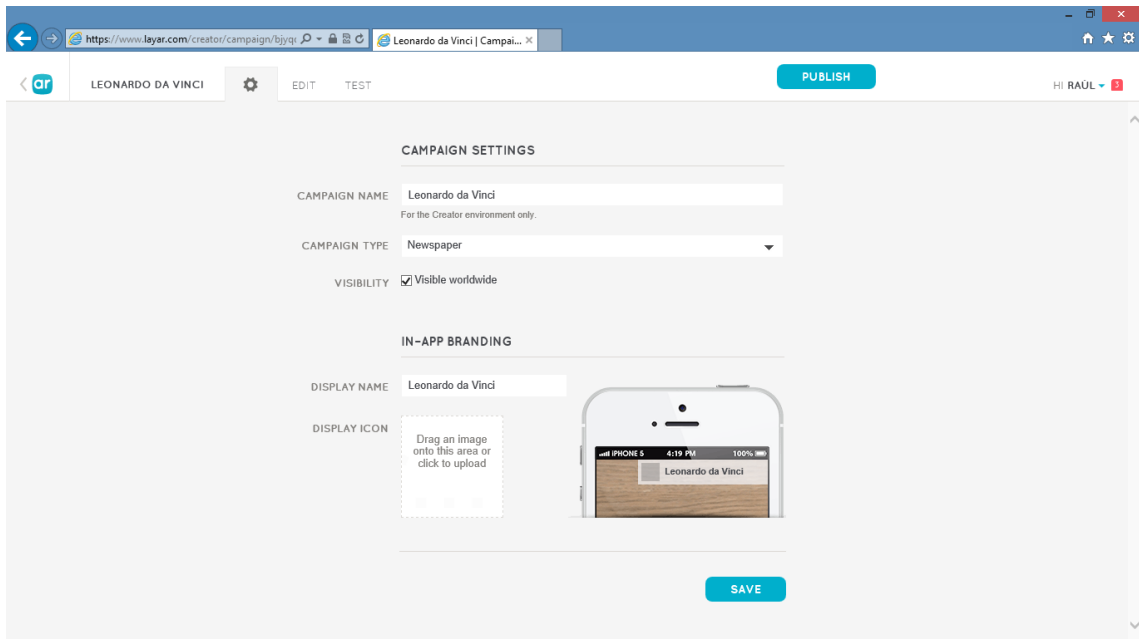 https://www.layar.com/creator/campaign/bjyqr
Leonardo da Vinci | Campai...
ar
LEONARDO DA VINCI
EDIT
TEST
PUBLISH
HI RAÚL
3
CAMPAIGN SETTINGS
CAMPAIGN NAME
Leonardo da Vinci
For the Creator environment only.
CAMPAIGN TYPE
Newspaper
VISIBILITY
Visible worldwide
IN-APP BRANDING
DISPLAY NAME
Leonardo da Vinci
DISPLAY ICON
Drag an image
onto this area or
click to upload
IPHONE 5 4:19 PM 100%
Leonardo da Vinci
SAVE